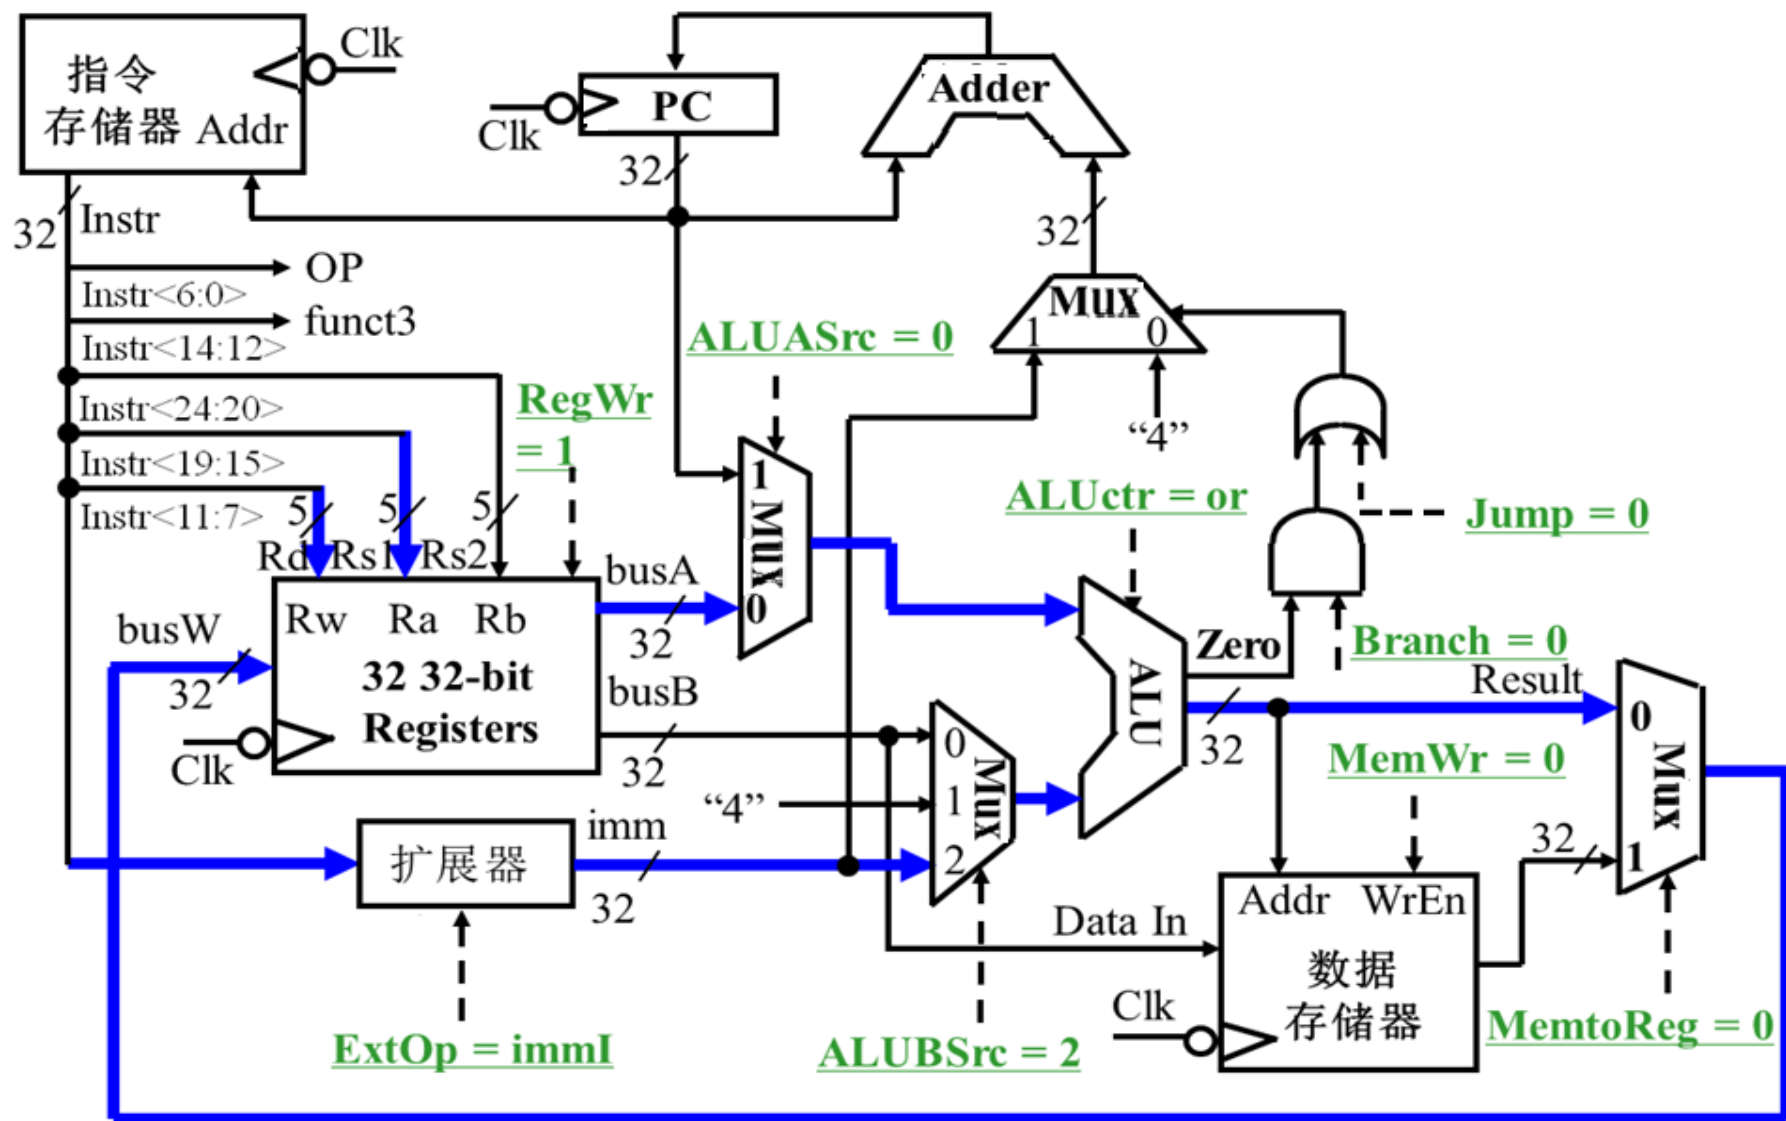 指令
存储器 Addr
Clk
Clk
PC
32
Adder
32
Instr
32
OP
Instr<6:0>
funct3
Instr<14:12>
Instr<24:20>
Instr<19:15>
Instr<11:7>
ALUASrc = 0
RegWr
= 1
Mux
1
0
"4"
ALUctr = or
Jump = 0
5
5
5
Rd
Rs1
Rs2
busW
32
Rw
Ra
Rb
32 32-bit
Registers
Clk
busA
32
busB
32
1
Mux
0
Zero
Branch = 0
ALU
32
Result
MemWr = 0
0
Mux
1
"4"
0
1
2
Mux
imm
32
扩展器
ExtOp = immI
ALUBSrc = 2
Data In
32
Addr
WrEn
数据
存储器
Clk
MemtoReg = 0